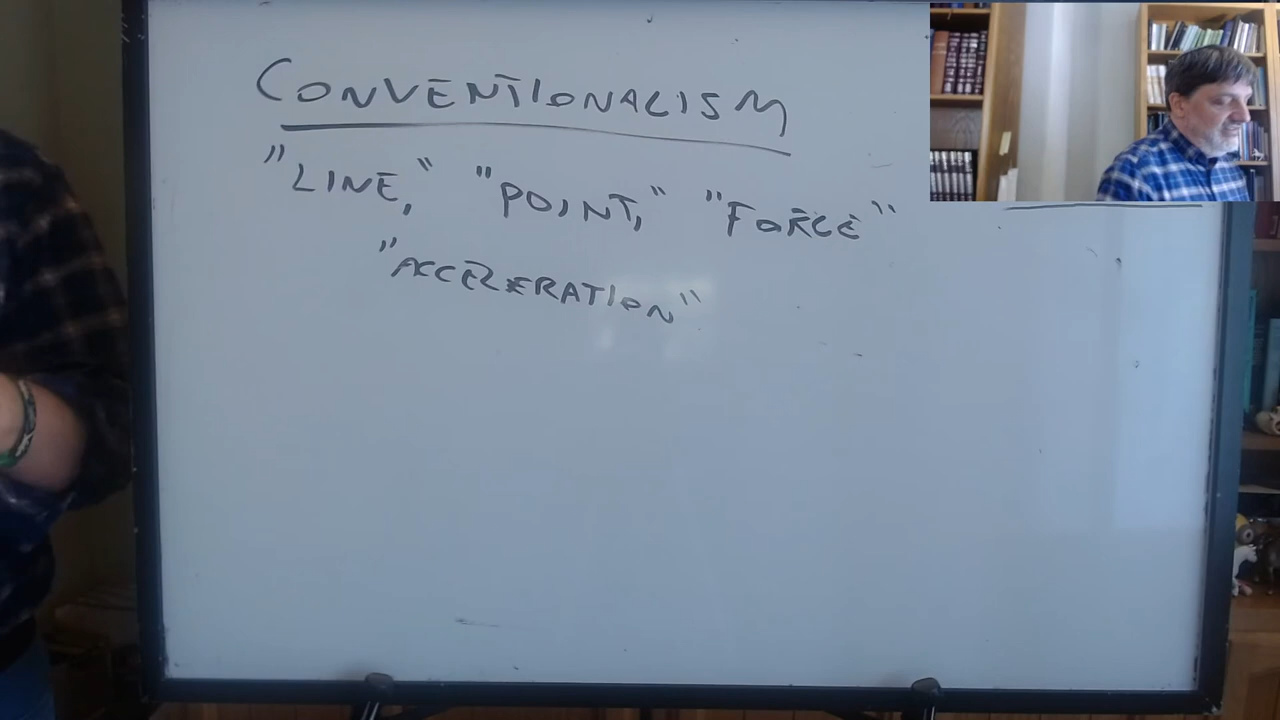 CONVENTIONALISM
"LINE," "POINT," "FORCE"
"ACCELERATION"